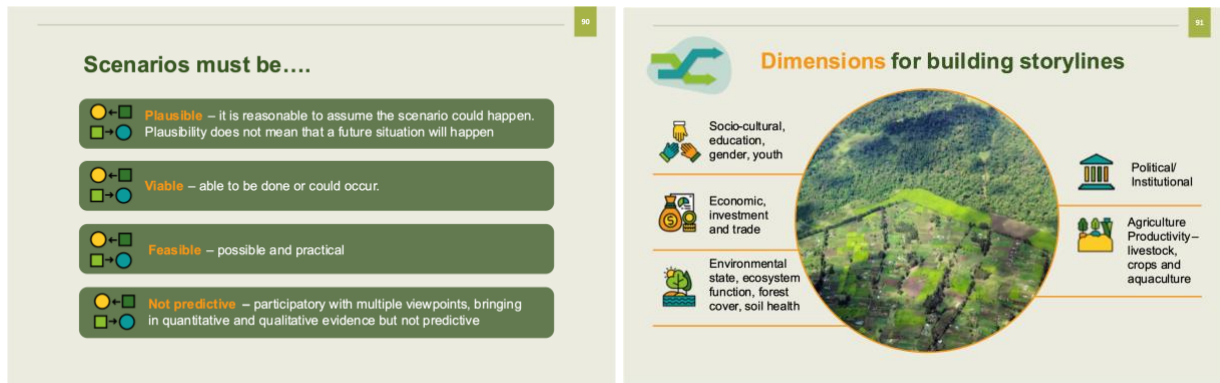 90
Scenarios must be….
Plausible – it is reasonable to assume the scenario could happen.
Plausibility does not mean that a future situation will happen
Viable – able to be done or could occur.
Feasible – possible and practical
Not predictive – participatory with multiple viewpoints, bringing
in quantitative and qualitative evidence but not predictive
91
Dimensions for building storylines
Socio-cultural,
education,
gender, youth
Economic,
investment
and trade
Environmental
state, ecosystem
function, forest
cover, soil health
Political/
Institutional
Agriculture
Productivity–
livestock,
crops and
aquaculture